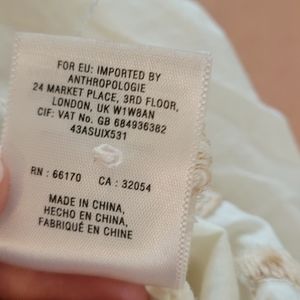 FOR EU: IMPORTED BY
ANTHROPOLOGIE
24 MARKET PLACE, 3RD FLOOR,
LONDON, UK W1W8AN
CIF: VAT No. GB 684936382
43ASUIX531
RN : 66170 CA : 32054
MADE IN CHINA,
HECHO EN CHINA,
FABRIQUÉ EN CHINE